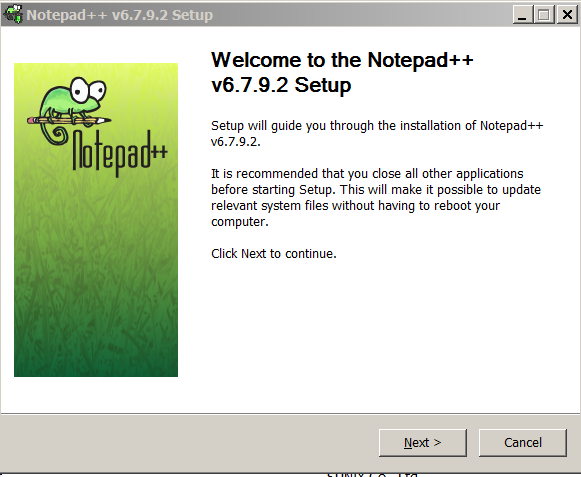 Notepad++ v6.7.9.2 Setup
Welcome to the Notepad++
v6.7.9.2 Setup
Notepad++
Setup will guide you through the installation of Notepad++
v6.7.9.2.
It is recommended that you close all other applications
before starting Setup. This will make it possible to update
relevant system files without having to reboot your
computer.
Click Next to continue.
Next >
Cancel